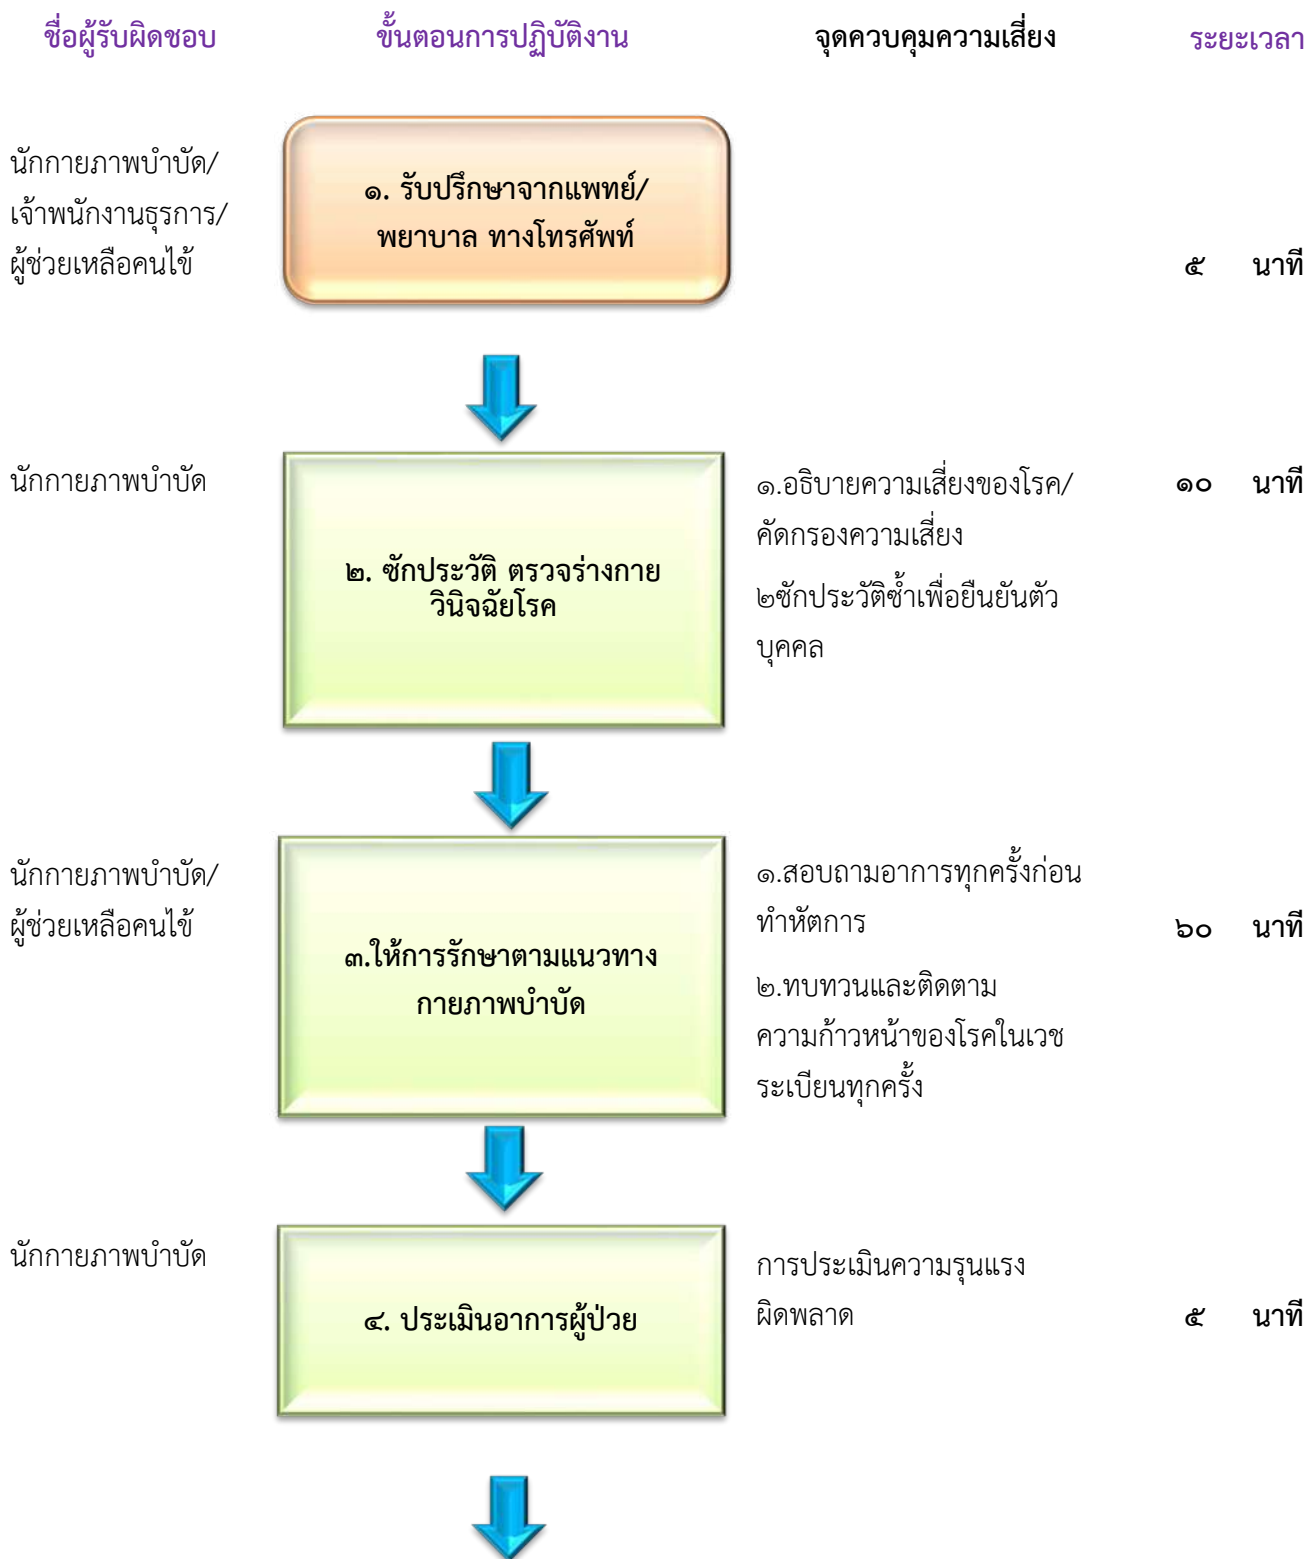 ชื่อผู้รับผิดชอบ ขั้นตอนการปฏิบัติงาน จุดควบคุมความเสี่ยง ระยะเวลา
นักกายภาพบำบัด/
เจ้าพนักงานธุรการ/
ผู้ช่วยเหลือคนไข้
๑. รับปรึกษาจากแพทย์/
พยาบาล ทางโทรศัพท์
๕ นาที
นักกายภาพบำบัด
๒. ซักประวัติ ตรวจร่างกาย
วินิจฉัยโรค
๑.อธิบายความเสี่ยงของโรค/
คัดกรองความเสี่ยง
๒ซักประวัติซ้ำเพื่อยืนยันตัว
บุคคล
๑๐ นาที
นักกายภาพบำบัด/
ผู้ช่วยเหลือคนไข้
๓.ให้การรักษาตามแนวทาง
กายภาพบำบัด
๑.สอบถามอาการทุกครั้งก่อน
ทำหัตการ
๒.ทบทวนและติดตาม
ความก้าวหน้าของโรคในเวช
ระเบียนทุกครั้ง
๖๐ นาที
นักกายภาพบำบัด
๔. ประเมินอาการผู้ป่วย
การประเมินความรุนแรง
ผิดพลาด
๕ นาที